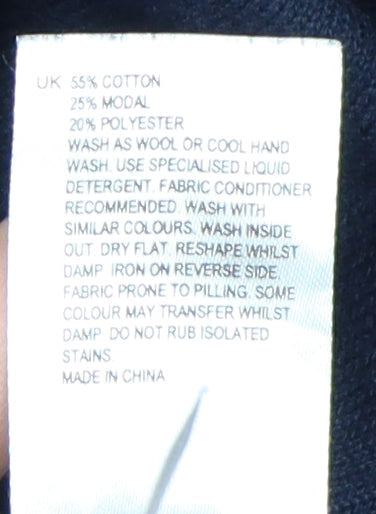 UK 55% COTTON
25% MODAL
20% POLYESTER
WASH AS WOOL OR COOL HAND
WASH. USE SPECIALISED LIQUID
DETERGENT. FABRIC CONDITIONER
RECOMMENDED. WASH WITH
SIMILAR COLOURS. WASH INSIDE
OUT. DRY FLAT. RESHAPE WHILST
DAMP. IRON ON REVERSE SIDE.
FABRIC PRONE TO PILLING. SOME
COLOUR MAY TRANSFER WHILST
DAMP. DO NOT RUB ISOLATED
STAINS.
MADE IN CHINA